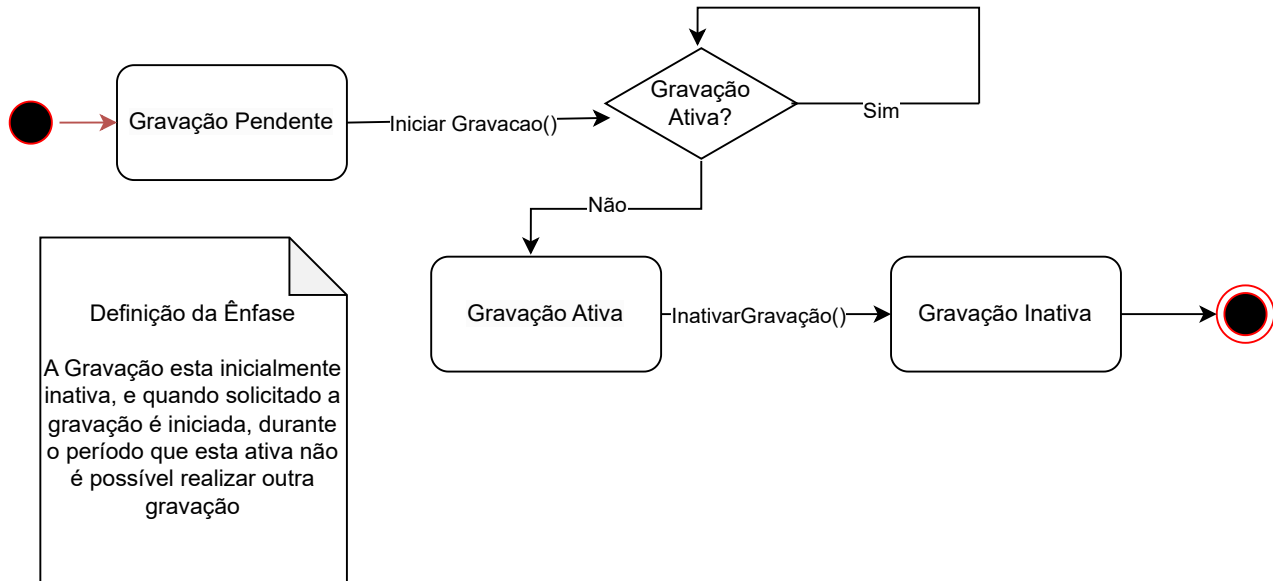 Gravação Pendente
Iniciar Gravacao()
Gravação
Ativa?
Sim
Não
Gravação Ativa
InativarGravação()
Gravação Inativa
Definição da Ênfase
A Gravação esta inicialmente
inativa, e quando solicitado a
gravação é iniciada, durante
o período que esta ativa não
é possível realizar outra
gravação